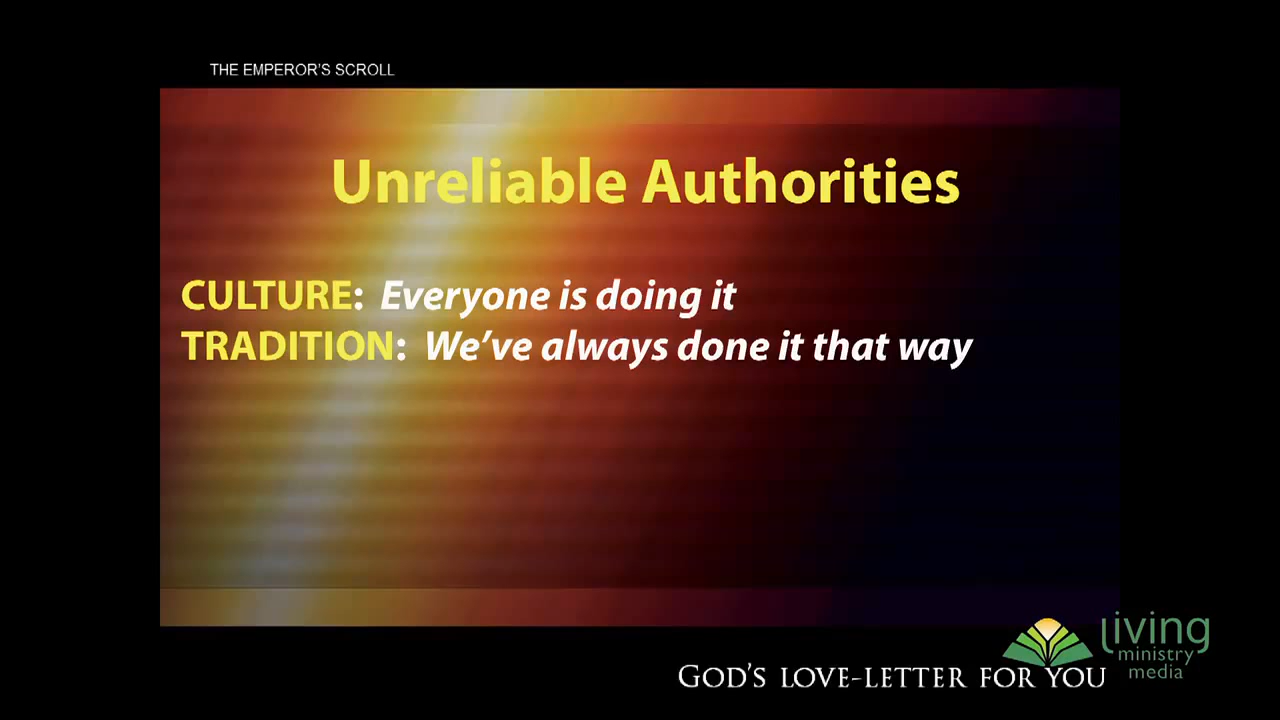 THE EMPEROR'S SCROLL
Unreliable Authorities
CULTURE: Everyone is doing it
TRADITION: We've always done it that way
living
ministry
media
GOD'S LOVE-LETTER FOR YOU